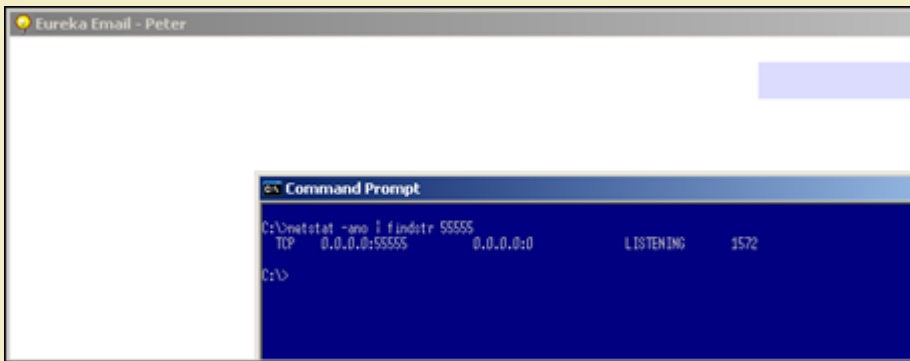 Eureka Email - Peter
Command Prompt
C:\>netstat -ano | findstr 55555
TCP 0.0.0.0:55555 0.0.0.0:0 LISTENING 1572
C:\>